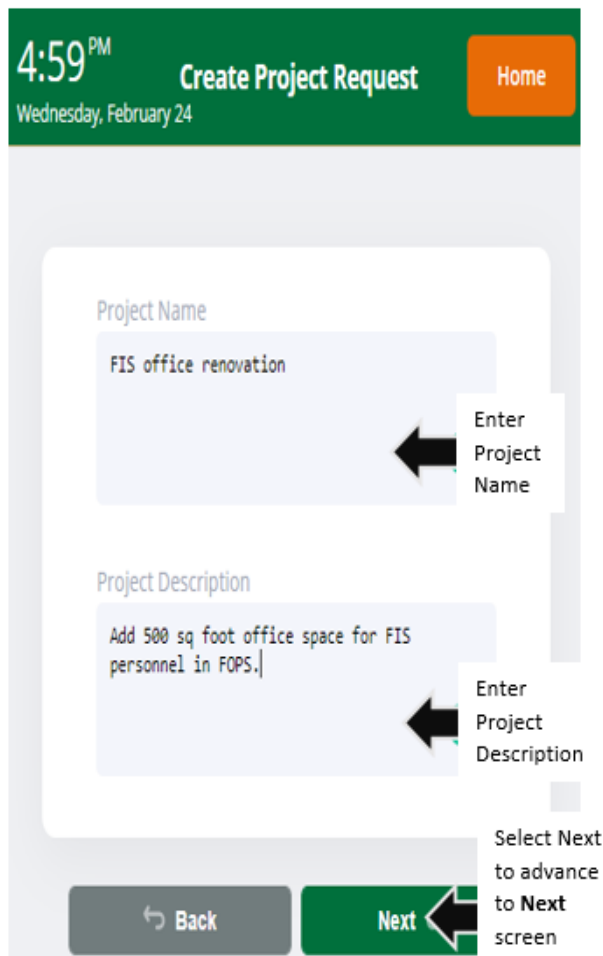 4:59 PM
Create Project Request
Home
Wednesday, February 24
Project Name
FIS office renovation
Enter
Project
Name
Project Description
Add 500 sq foot office space for FIS
personnel in FOPS.
Enter
Project
Description
Back
Next
Select Next
to advance
to Next
screen